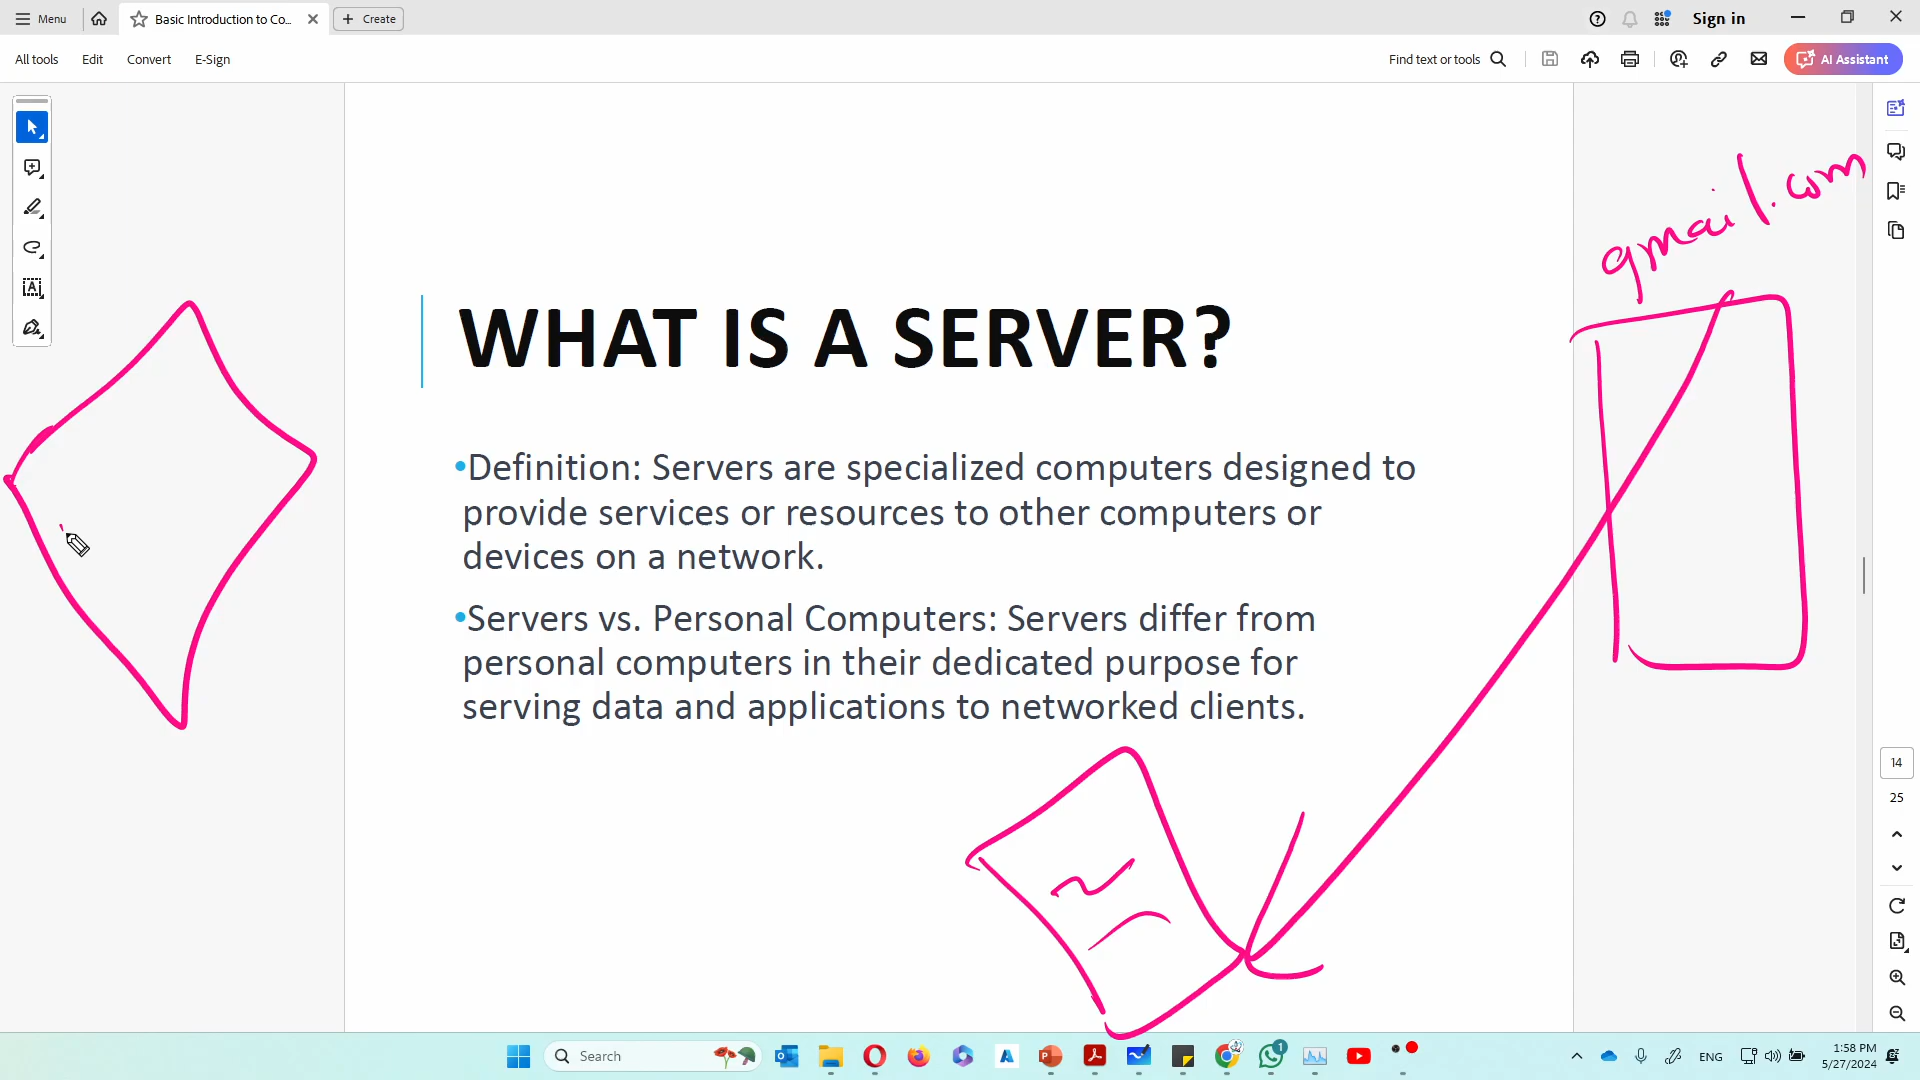 Menu
Basic Introduction to Co...
Create
Sign in
All tools
Edit
Convert
E-Sign
Find text or tools
AI Assistant
gmail.com
WHAT IS A SERVER?
•Definition: Servers are specialized computers designed to
provide services or resources to other computers or
devices on a network.
•Servers vs. Personal Computers: Servers differ from
personal computers in their dedicated purpose for
serving data and applications to networked clients.
14
25
Search
1
ENG
1:58 PM
5/27/2024